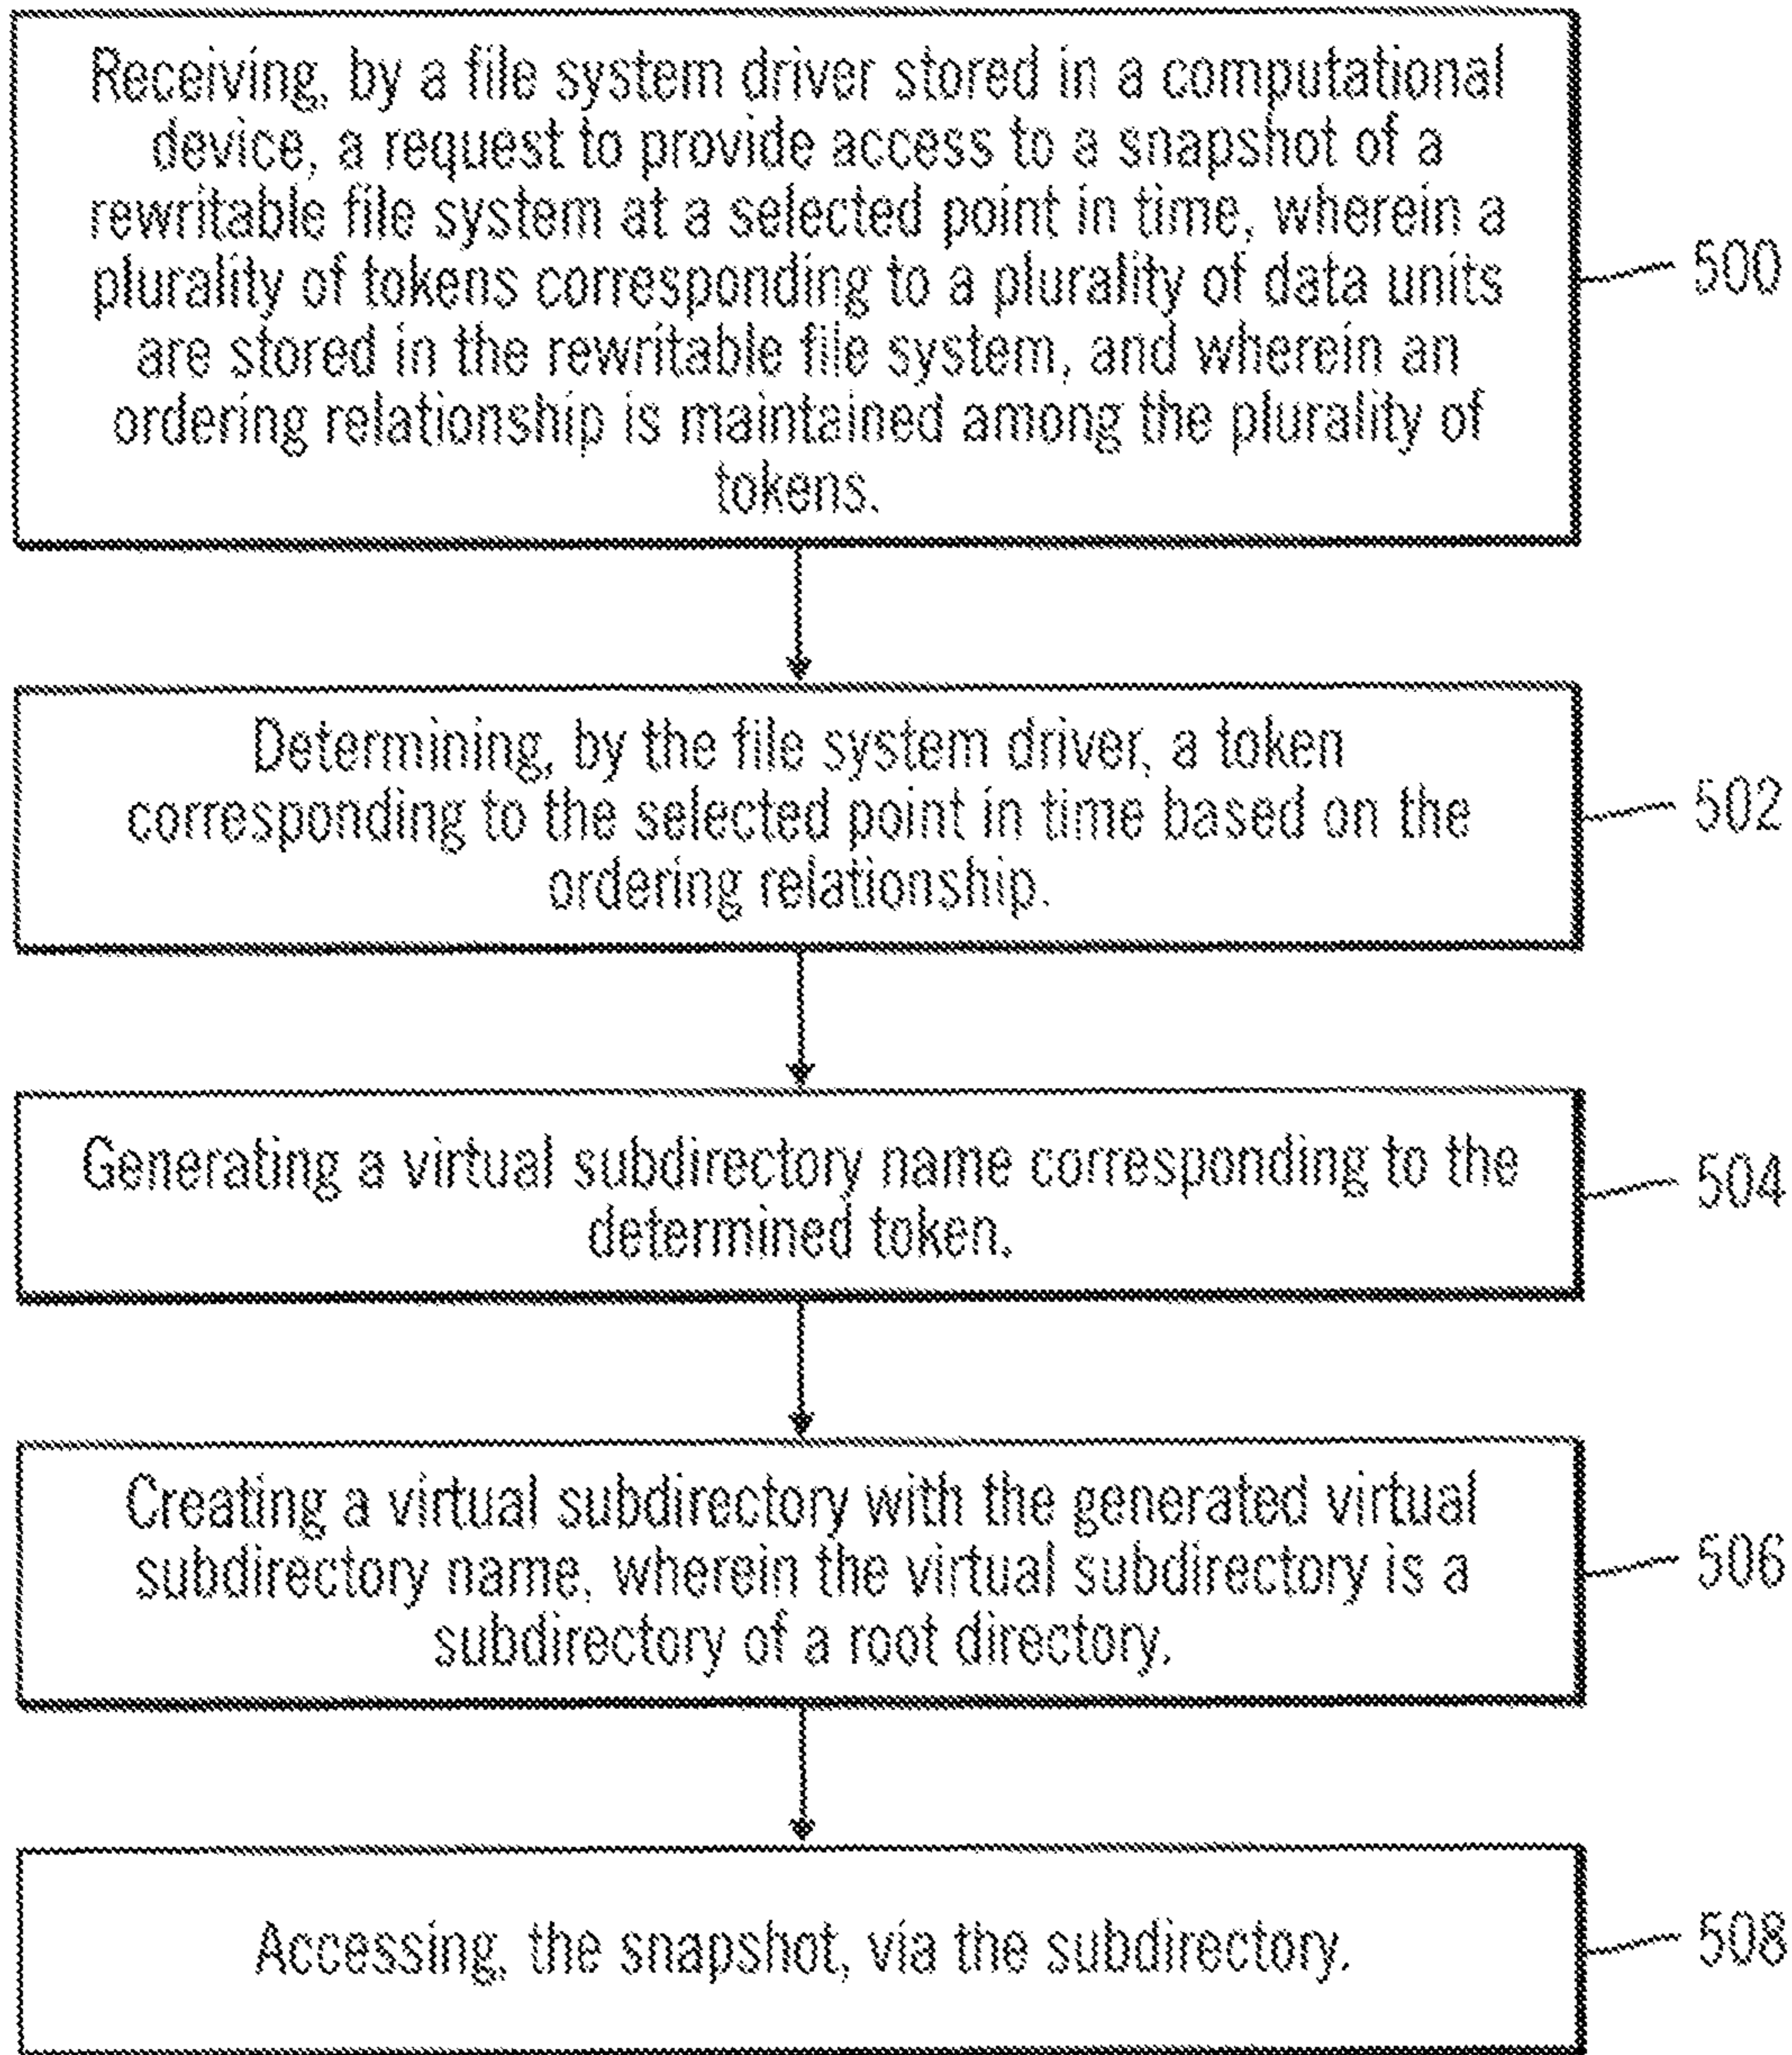 Receiving, by a file system driver stored in a computational
device, a request to provide access to a snapshot of a
rewritable file system at a selected point in time, wherein a
plurality of tokens corresponding to a plurality of data units
are stored in the rewritable file system, and wherein an
ordering relationship is maintained among the plurality of
tokens.
500
Determining, by the file system driver, a token
corresponding to the selected point in time based on the
ordering relationship.
502
Generating a virtual subdirectory name corresponding to the
determined token.
504
Creating a virtual subdirectory with the generated virtual
subdirectory name, wherein the virtual subdirectory is a
subdirectory of a root directory.
506
Accessing, the snapshot, via the subdirectory.
508